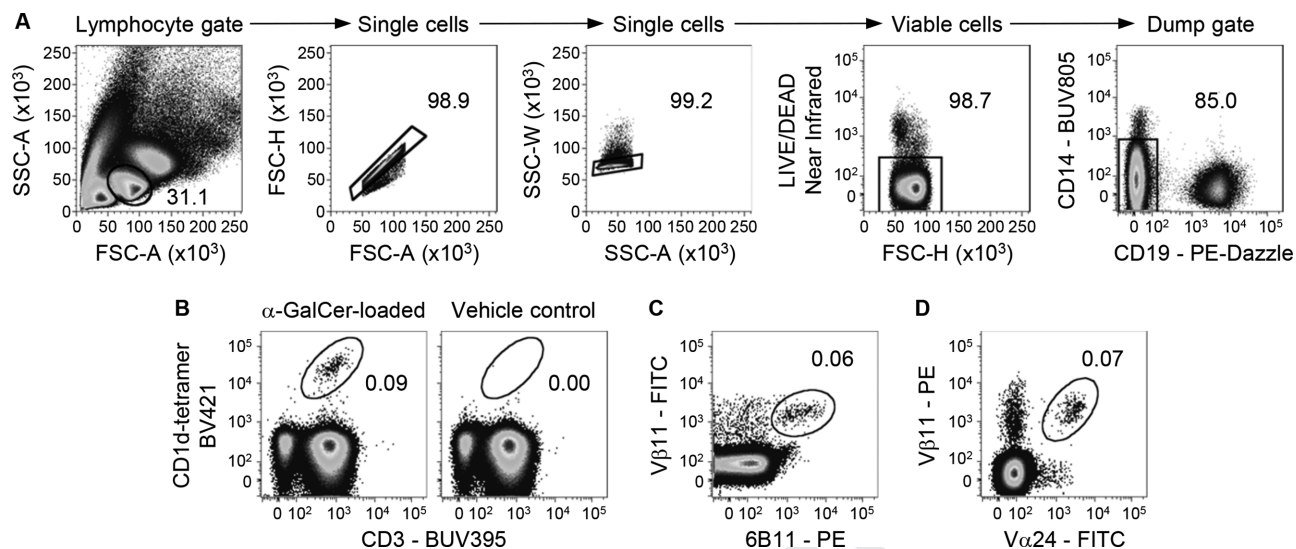 A
Lymphocyte gate
Single cells
Single cells
Viable cells
Dump gate
SSC-A (x10³)
250
200
150
100
50
0
31.1
0 50 100 150 200 250
FSC-A (x10³)
FSC-H (x10³)
250
200
150
100
50
0
98.9
0 50 100 150 200 250
FSC-A (x10³)
SSC-W (x10³)
250
200
150
100
50
0
99.2
0 50 100 150 200 250
SSC-A (x10³)
LIVE/DEAD
Near Infrared
10⁵
10⁴
10³
10²
0
98.7
0 50 100 150 200 250
FSC-H (x10³)
CD14 - BUV805
10⁵
10⁴
10³
10²
0
85.0
0 10² 10³ 10⁴ 10⁵
CD19 - PE-Dazzle
B
α-GalCer-loaded
Vehicle control
CD1d-tetramer
BV421
10⁵
10⁴
10³
10²
0
0.09
0.00
0 10² 10³ 10⁴ 10⁵
0 10² 10³ 10⁴ 10⁵
CD3 - BUV395
C
Vβ11 - FITC
10⁵
10⁴
10³
10²
0
0.06
0 10² 10³ 10⁴ 10⁵
6B11 - PE
D
Vβ11 - PE
10⁵
10⁴
10³
10²
0
0.07
0 10² 10³ 10⁴ 10⁵
Vα24 - FITC